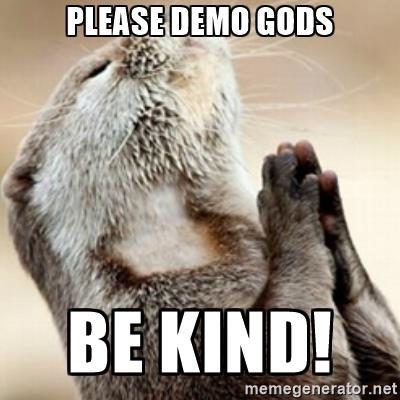 PLEASE DEMO GODS
BE KIND!
memegenerator.net